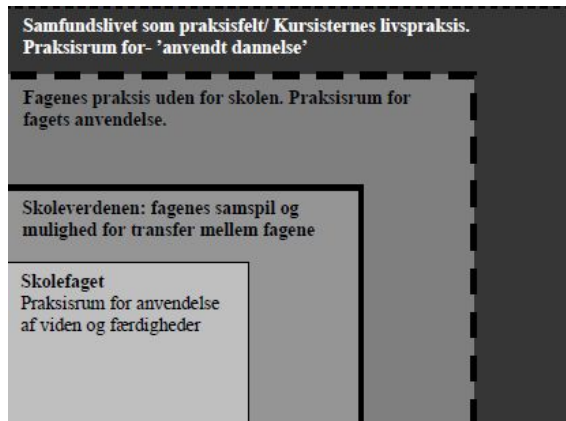 Samfundslivet som praksisfelt/ Kursisternes livspraksis.
Praksisrum for- 'anvendt dannelse'
Fagenes praksis uden for skolen. Praksisrum for
fagets anvendelse.
Skoleverdenen: fagenes samspil og
mulighed for transfer mellem fagene
Skolefaget
Praksisrum for anvendelse
af viden og færdigheder